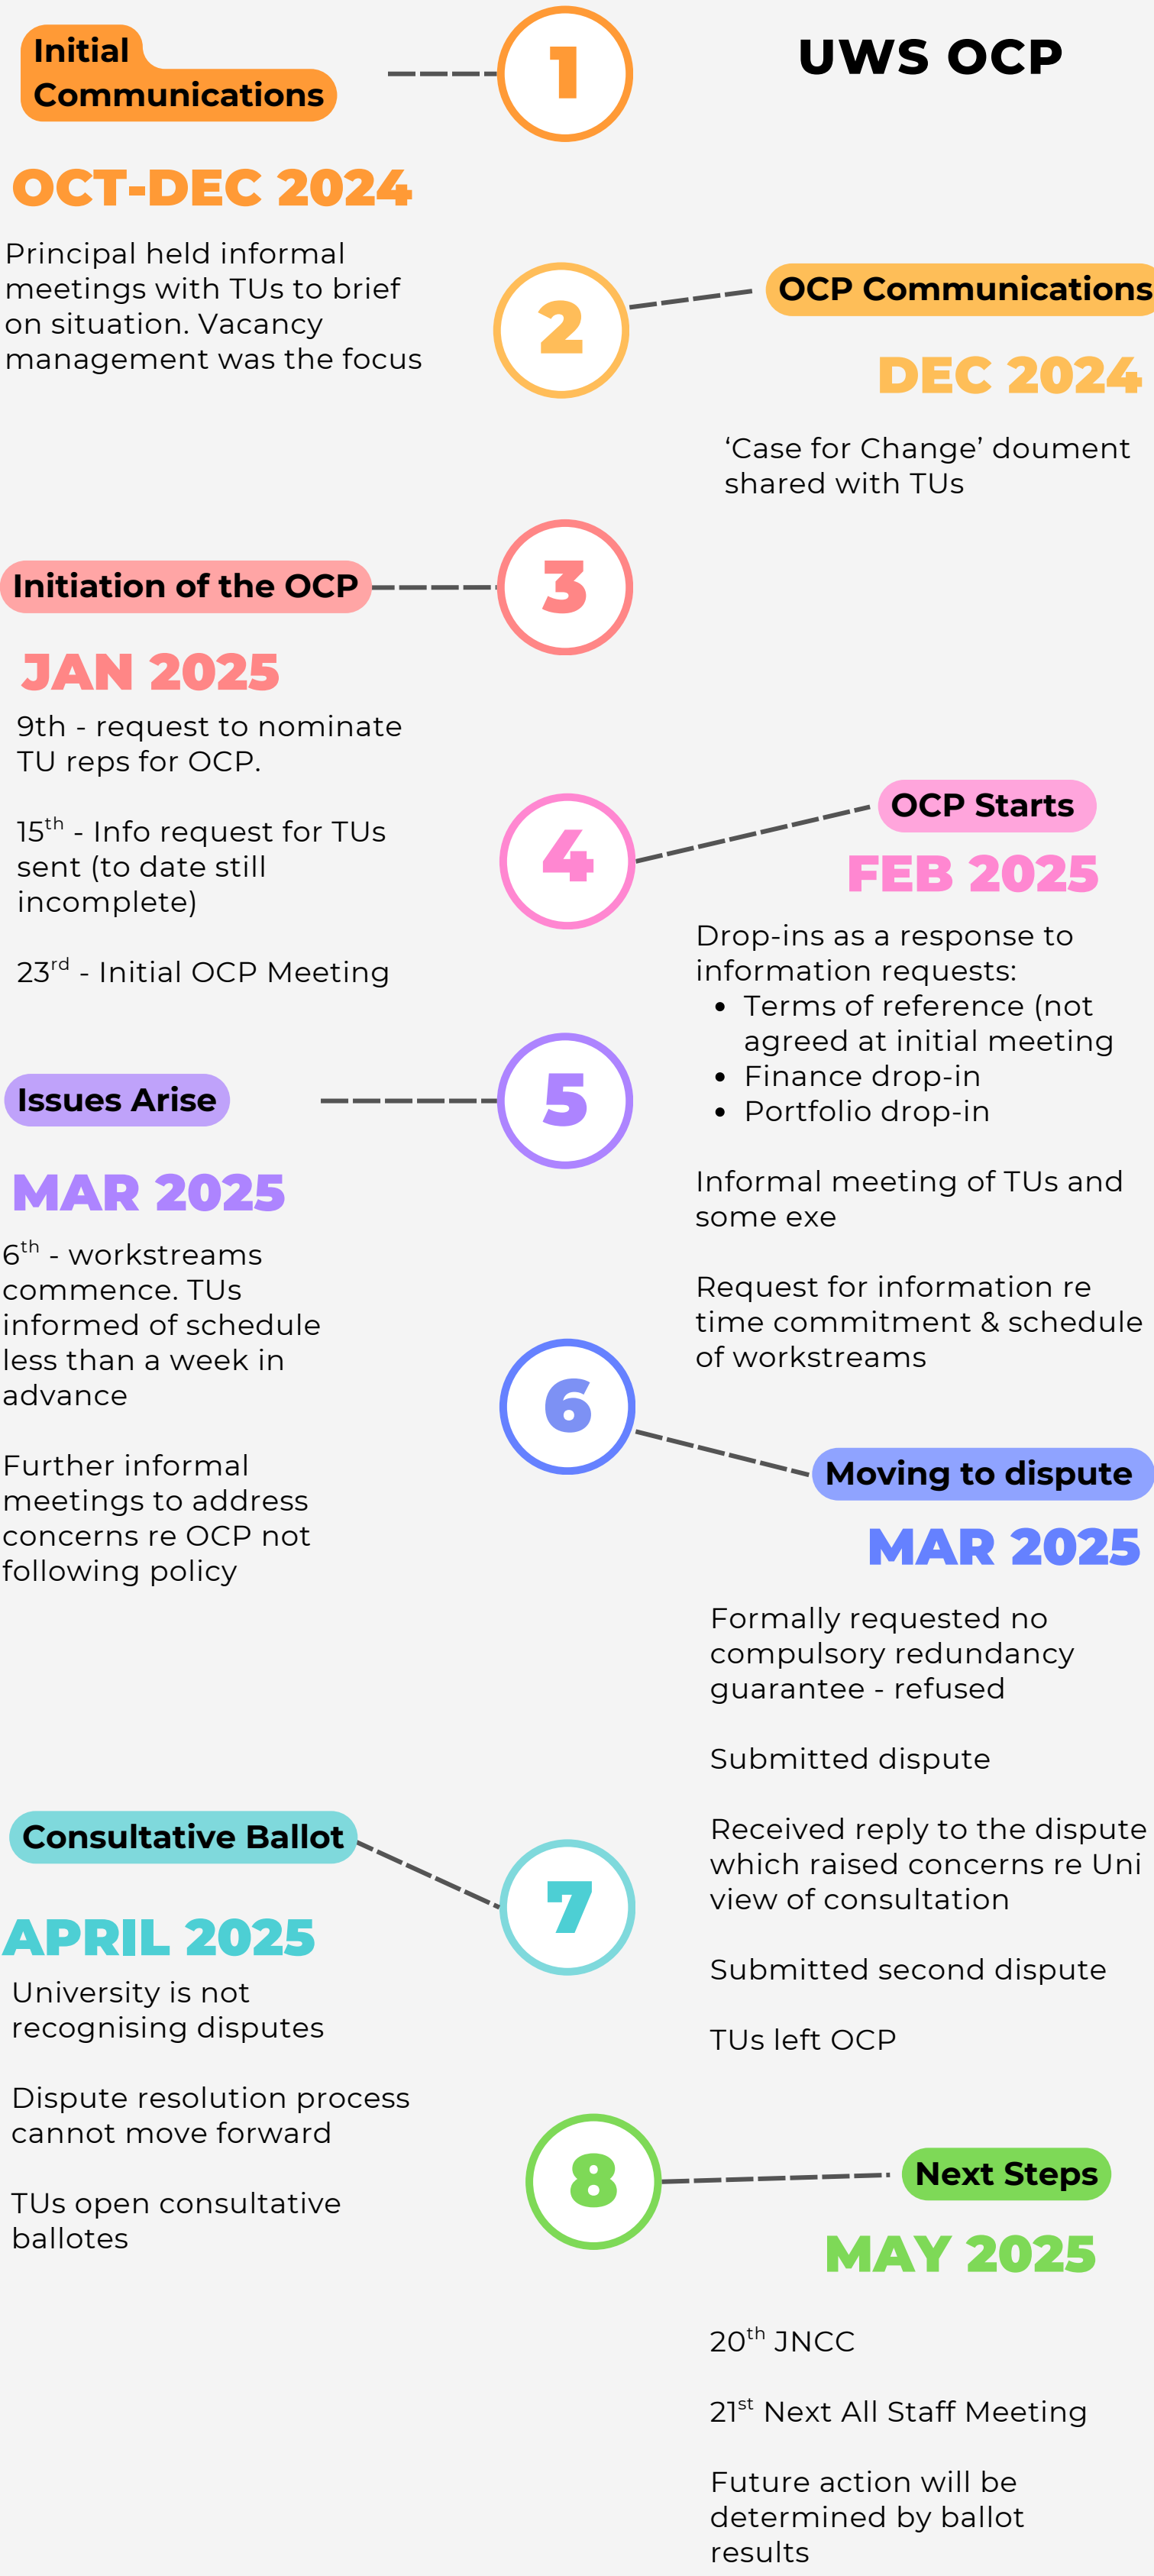 UWS OCP
1
Initial
Communications
OCT-DEC 2024
Principal held informal
meetings with TUs to brief
on situation. Vacancy
management was the focus
2
OCP Communications
DEC 2024
‘Case for Change’ doument
shared with TUs
3
Initiation of the OCP
JAN 2025
9th - request to nominate
TU reps for OCP.
15th - Info request for TUs
sent (to date still
incomplete)
23rd - Initial OCP Meeting
4
OCP Starts
FEB 2025
Drop-ins as a response to
information requests:
• Terms of reference (not
agreed at initial meeting
• Finance drop-in
• Portfolio drop-in
Informal meeting of TUs and
some exe
Request for information re
time commitment & schedule
of workstreams
5
Issues Arise
MAR 2025
6th - workstreams
commence. TUs
informed of schedule
less than a week in
advance
Further informal
meetings to address
concerns re OCP not
following policy
6
Moving to dispute
MAR 2025
Formally requested no
compulsory redundancy
guarantee - refused
Submitted dispute
Received reply to the dispute
which raised concerns re Uni
view of consultation
Submitted second dispute
TUs left OCP
7
Consultative Ballot
APRIL 2025
University is not
recognising disputes
Dispute resolution process
cannot move forward
TUs open consultative
ballotes
8
Next Steps
MAY 2025
20th JNCC
21st Next All Staff Meeting
Future action will be
determined by ballot
results